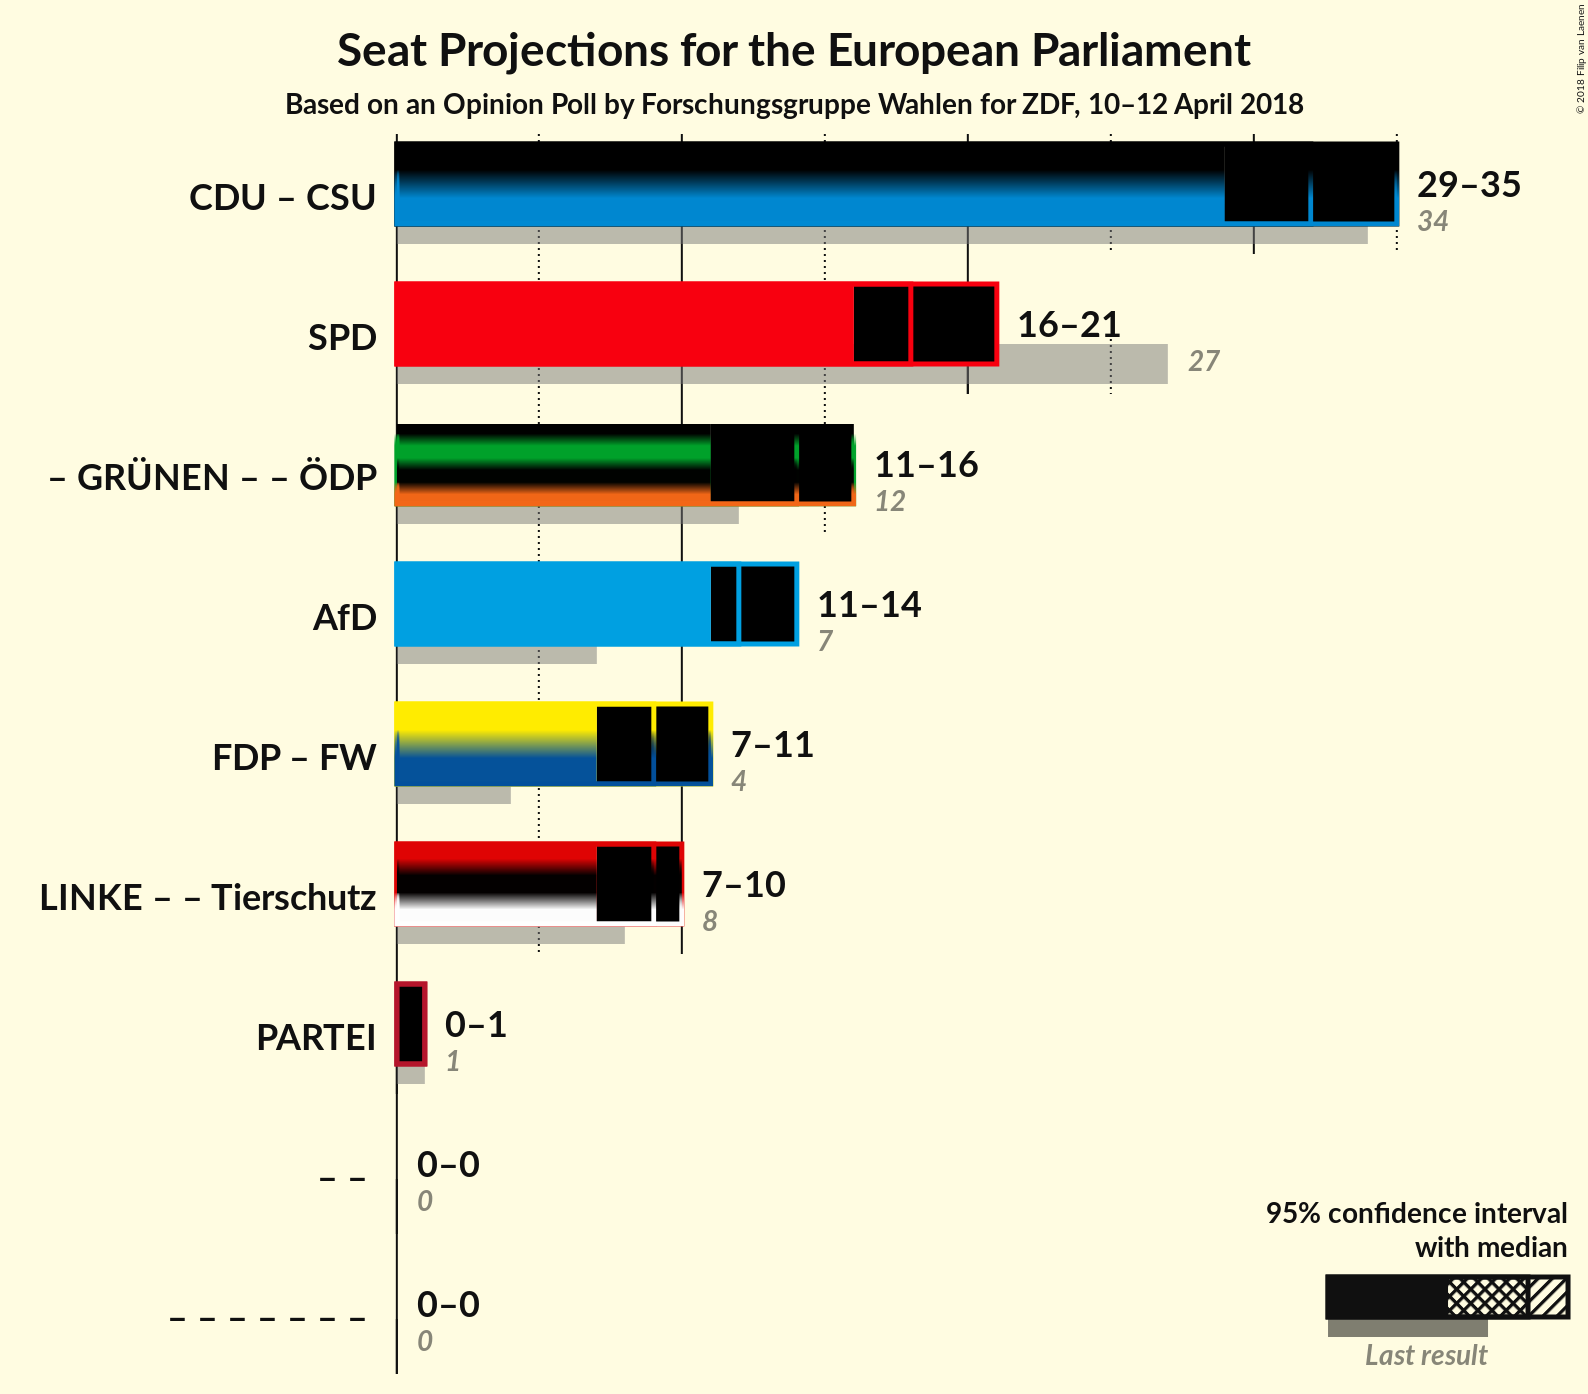 Seat Projections for the European Parliament
Based on an Opinion Poll by Forschungsgruppe Wahlen for ZDF, 10–12 April 2018
© 2018 Filip van Laenen
CDU – CSU
29–35
34
SPD
16–21
27
– GRÜNEN – – ÖDP
11–16
12
AfD
11–14
7
FDP – FW
7–11
4
LINKE – – Tierschutz
7–10
8
PARTEI
0–1
1
– –
0–0
0
– – – – – – –
0–0
0
95% confidence interval
with median
Last result